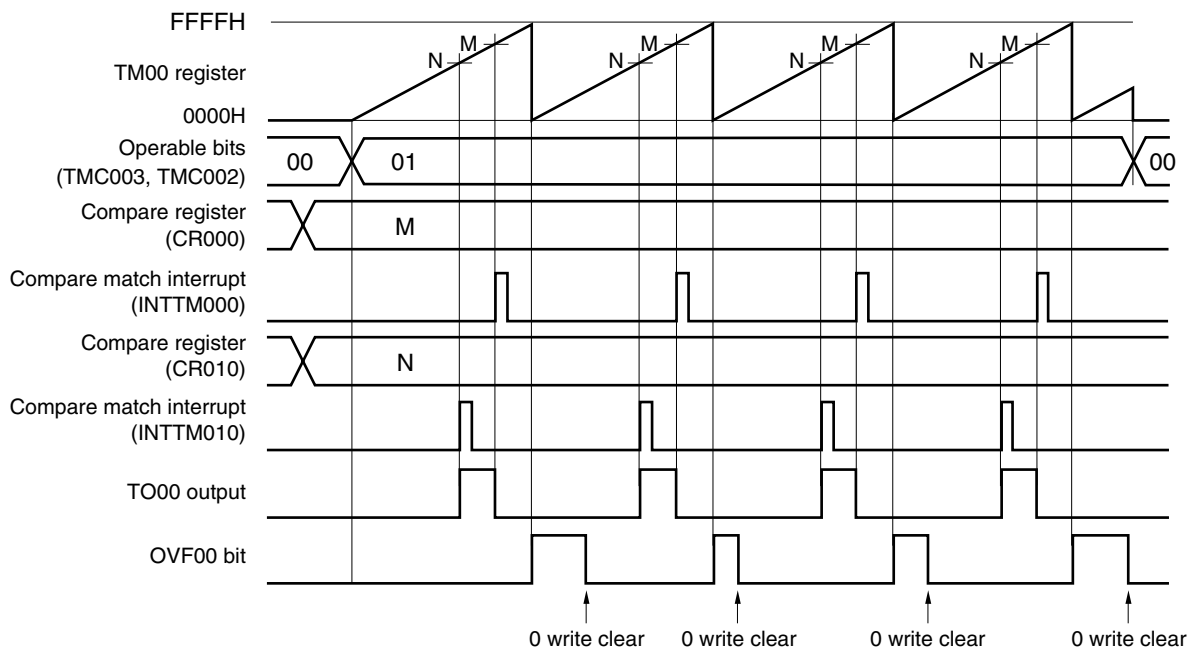 FFFFH
M M M M
N N N N
TM00 register
0000H
Operable bits
(TMC003, TMC002)
00 01 00
Compare register
(CR000)
M
Compare match interrupt
(INTTM000)
Compare register
(CR010)
N
Compare match interrupt
(INTTM010)
TO00 output
OVF00 bit
0 write clear 0 write clear 0 write clear 0 write clear